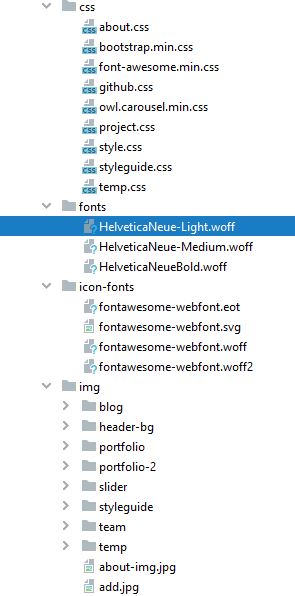 css
about.css
bootstrap.min.css
font-awesome.min.css
github.css
owl.carousel.min.css
project.css
style.css
styleguide.css
temp.css
fonts
HelveticaNeue-Light.woff
HelveticaNeue-Medium.woff
HelveticaNeueBold.woff
icon-fonts
fontawesome-webfont.eot
fontawesome-webfont.svg
fontawesome-webfont.woff
fontawesome-webfont.woff2
img
blog
header-bg
portfolio
portfolio-2
slider
styleguide
team
temp
about-img.jpg
add.jpg